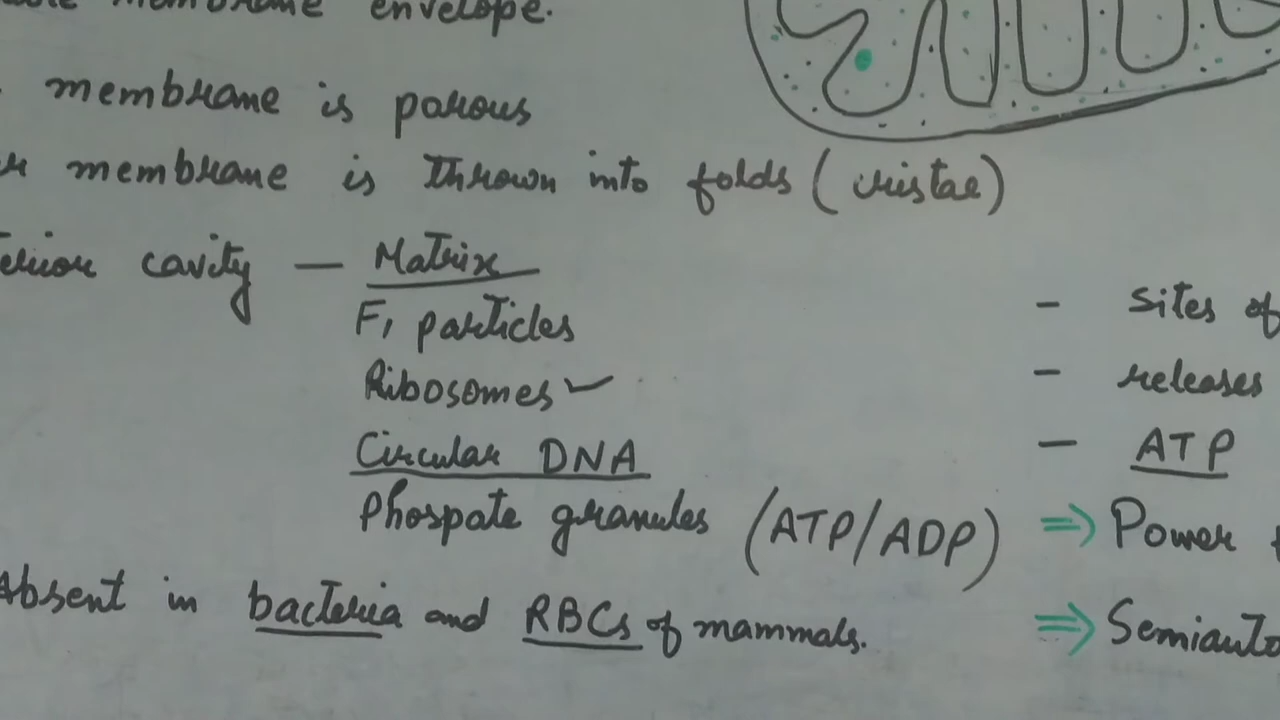 membrane envelope.
membrane is porous
membrane is thrown into folds (cristae)
cavity — Matrix
F1 particles
Ribosomes ✓
Circular DNA
Phospate granules (ATP/ADP)
Absent in bacteria and RBCs of mammals.
- Sites of
- releases
- ATP
⇒ Power
⇒ Semiauto